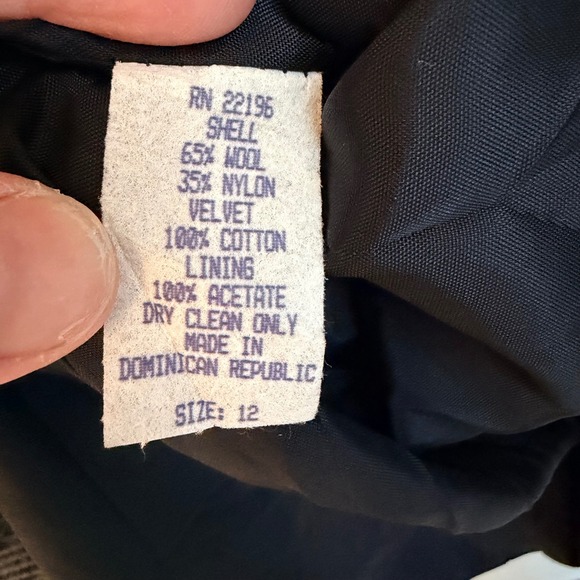 RN 22196
SHELL
65% WOOL
35% NYLON
VELVET
100% COTTON
LINING
100% ACETATE
DRY CLEAN ONLY
MADE IN
DOMINICAN REPUBLIC
SIZE: 12